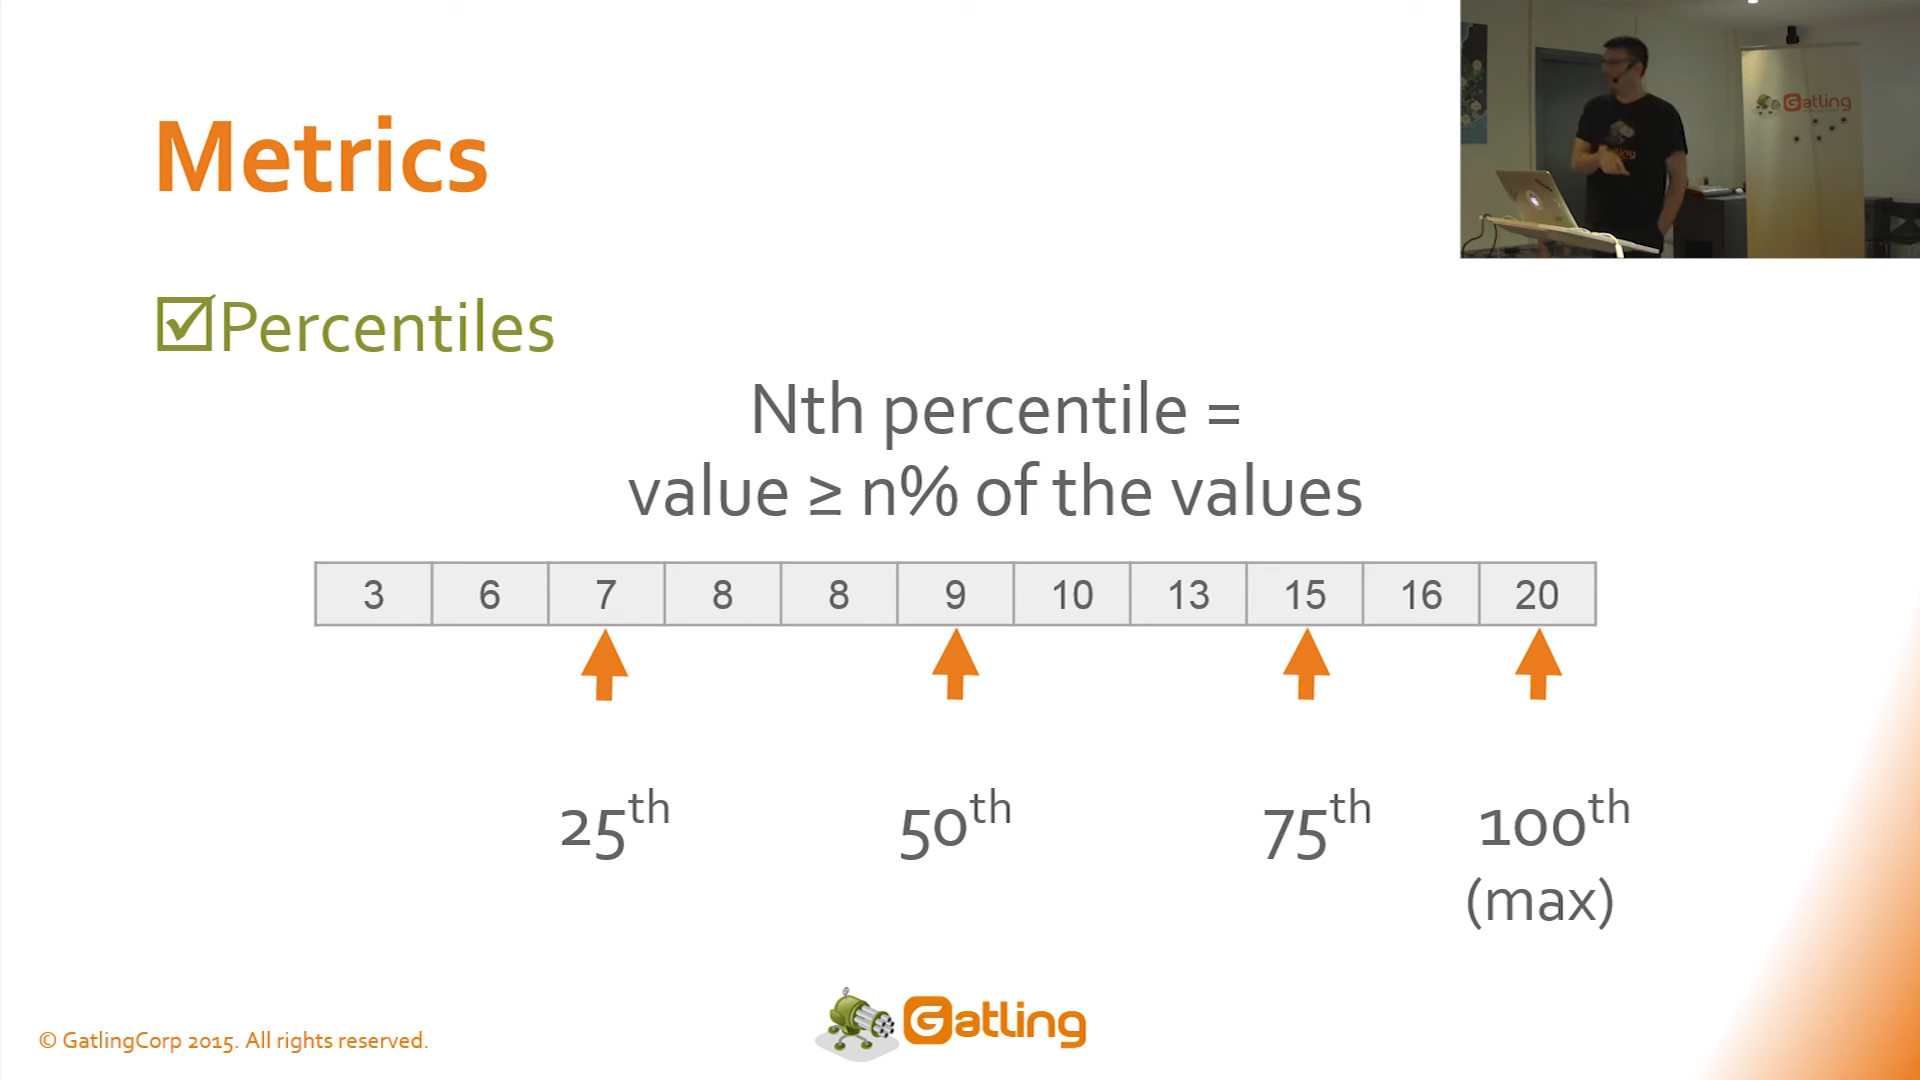 Metrics
Gatling
☑Percentiles
Nth percentile =
value ≥ n% of the values
3 6 7 8 8 9 10 13 15 16 20
25th 50th 75th 100th
(max)
Gatling
© GatlingCorp 2015. All rights reserved.